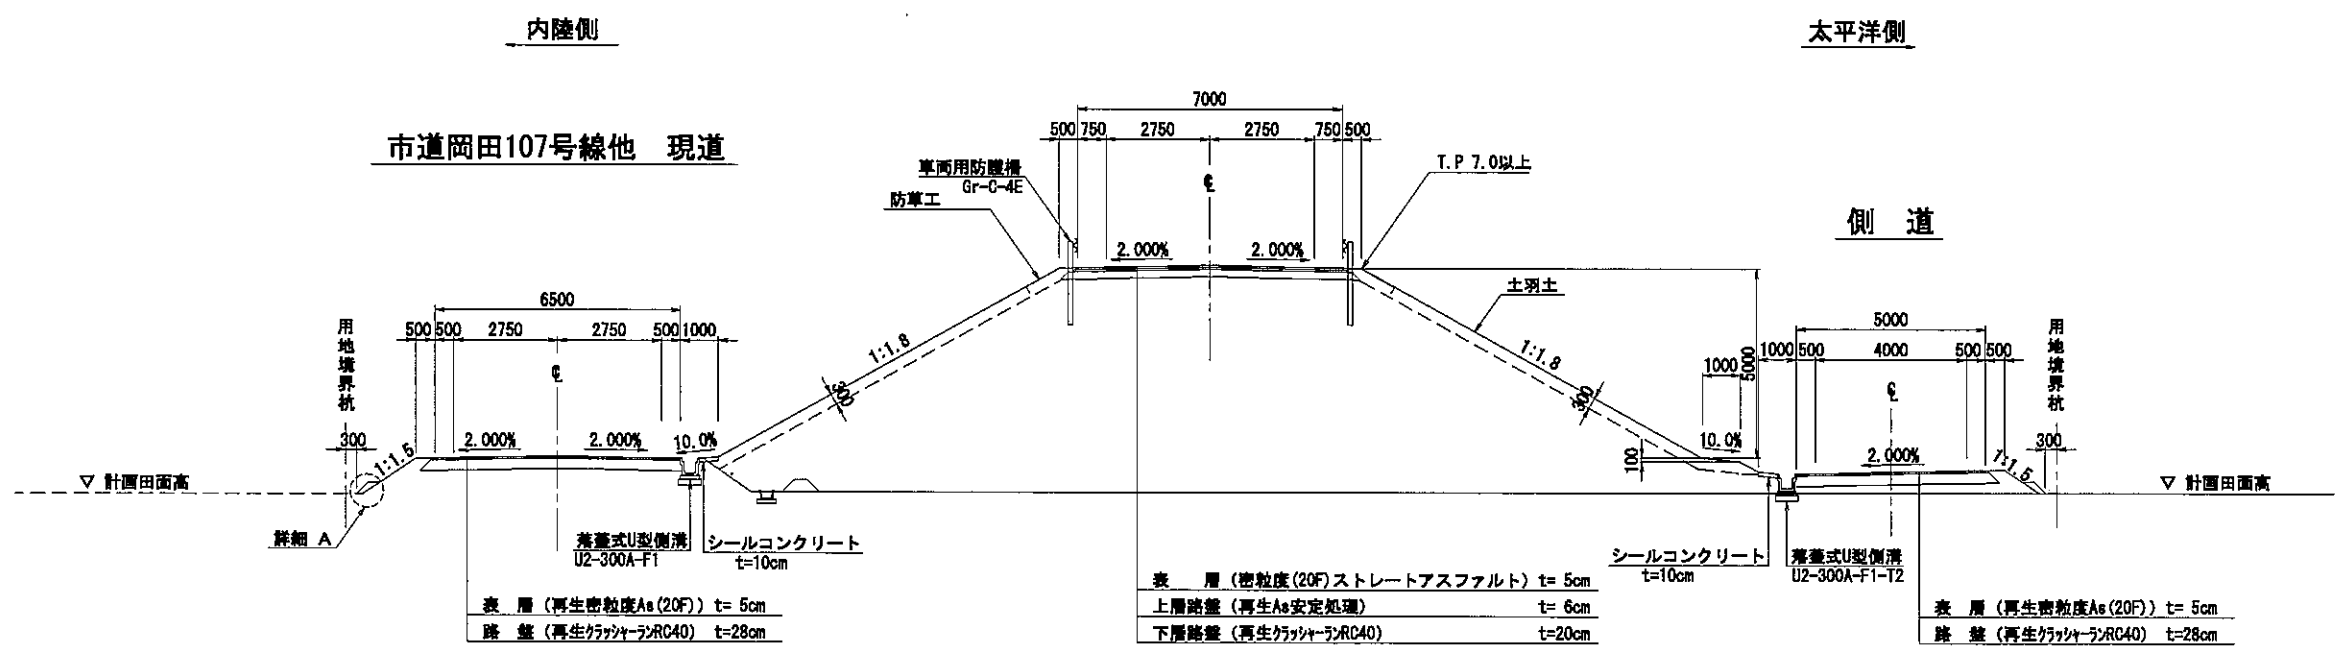 内陸側
太平洋側
市道岡田107号線他　現道
側　道
7000
500 750 2750 2750 750 500
車両用防護柵
Gr-C-4E
防草工
T.P 7.0以上
℄
2.000% 2.000%
土羽土
6500
500 500 2750 2750 500 1000
用地境界杭
℄
300
1:1.5
2.000% 2.000% 10.0%
1:1.8
300
1:1.8
300
5000
1000
10.0%
100
5000
1000 500 4000 500 500
℄
2.000%
1:1.5
用地境界杭
300
▽ 計画田面高
▽ 計画田面高
詳細 A
落蓋式U型側溝
U2-300A-F1
シールコンクリート
t=10cm
シールコンクリート
t=10cm
落蓋式U型側溝
U2-300A-F1-T2
表　層 (再生密粒度As(20F)) t= 5cm
路　盤 (再生クラッシャーランRC40) t=28cm
表　層 (密粒度(20F)ストレートアスファルト) t= 5cm
上層路盤 (再生As安定処理) t= 6cm
下層路盤 (再生クラッシャーランRC40) t=20cm
表　層 (再生密粒度As(20F)) t= 5cm
路　盤 (再生クラッシャーランRC40) t=28cm